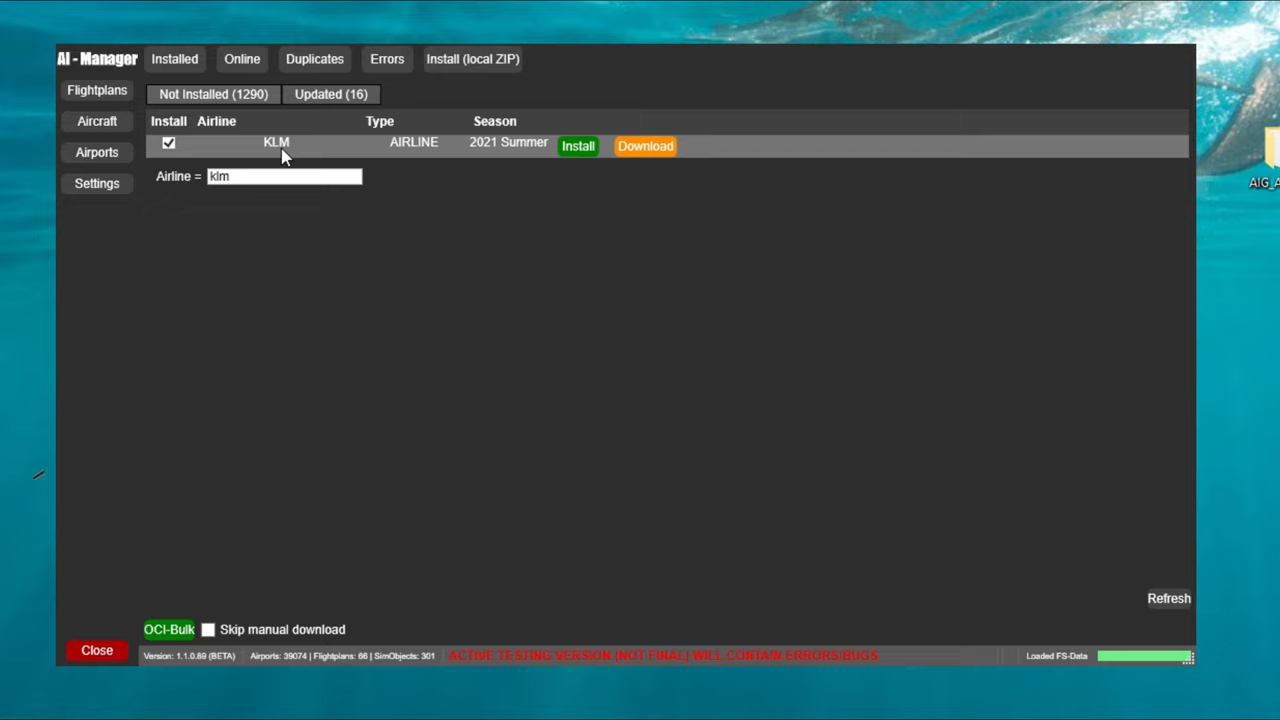 AI - Manager Installed Online Duplicates Errors Install (local ZIP)
Flightplans
Not Installed (1290) Updated (16)
Aircraft
Install Airline Type Season
KLM AIRLINE 2021 Summer Install Download
Airports
Airline = klm
Settings
Refresh
OCI-Bulk Skip manual download
Close
Version: 1.1.0.89 (BETA) Airports: 39074 | Flightplans: 66 | SimObjects: 301 ACTIVE TESTING VERSION (NOT FINAL) WILL CONTAIN ERRORS/BUGS Loaded FS-Data